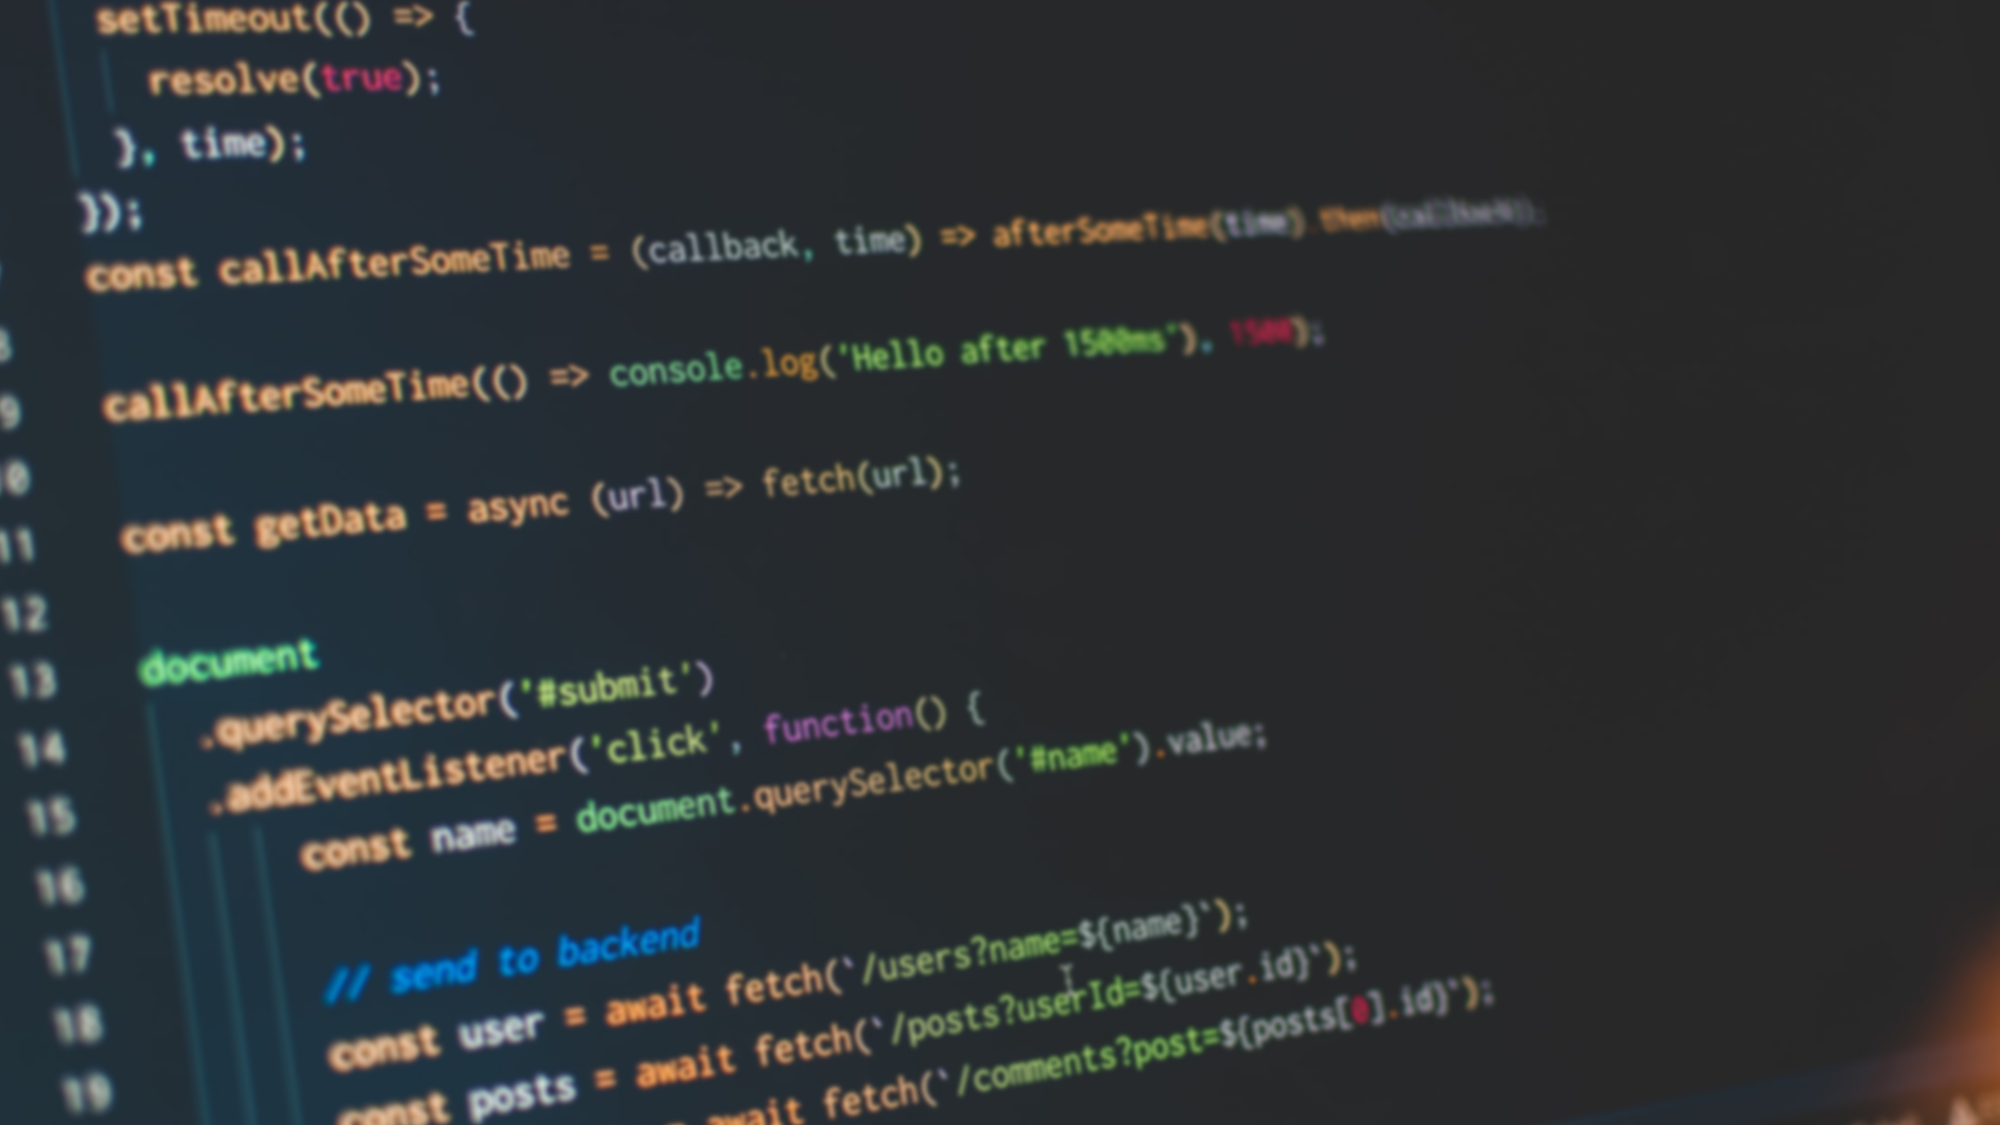 setTimeout(() => {
resolve(true);
}, time);
});
const callAfterSomeTime = (callback, time) => afterSomeTime(time).then(callback);
8
callAfterSomeTime(() => console.log('Hello after 1500ms'), 1500);
9
10
const getData = async (url) => fetch(url);
11
12
document
13
.querySelector('#submit')
14
.addEventListener('click', function() {
15
const name = document.querySelector('#name').value;
16
// send to backend
17
const user = await fetch(`/users?name=${name}`);
18
const posts = await fetch(`/posts?userId=${user.id}`);
19
= await fetch(`/comments?post=${posts[0].id}`);